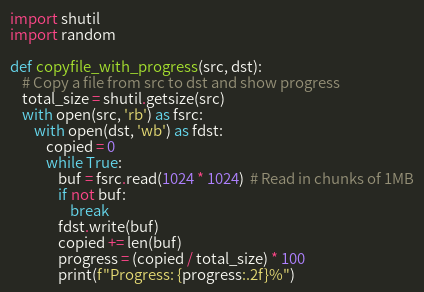 import shutil
import random

def copyfile_with_progress(src, dst):
    # Copy a file from src to dst and show progress
    total_size = shutil.getsize(src)
    with open(src, 'rb') as fsrc:
        with open(dst, 'wb') as fdst:
            copied = 0
            while True:
                buf = fsrc.read(1024 * 1024)  # Read in chunks of 1MB
                if not buf:
                    break
                fdst.write(buf)
                copied += len(buf)
                progress = (copied / total_size) * 100
                print(f"Progress: {progress:.2f}%")